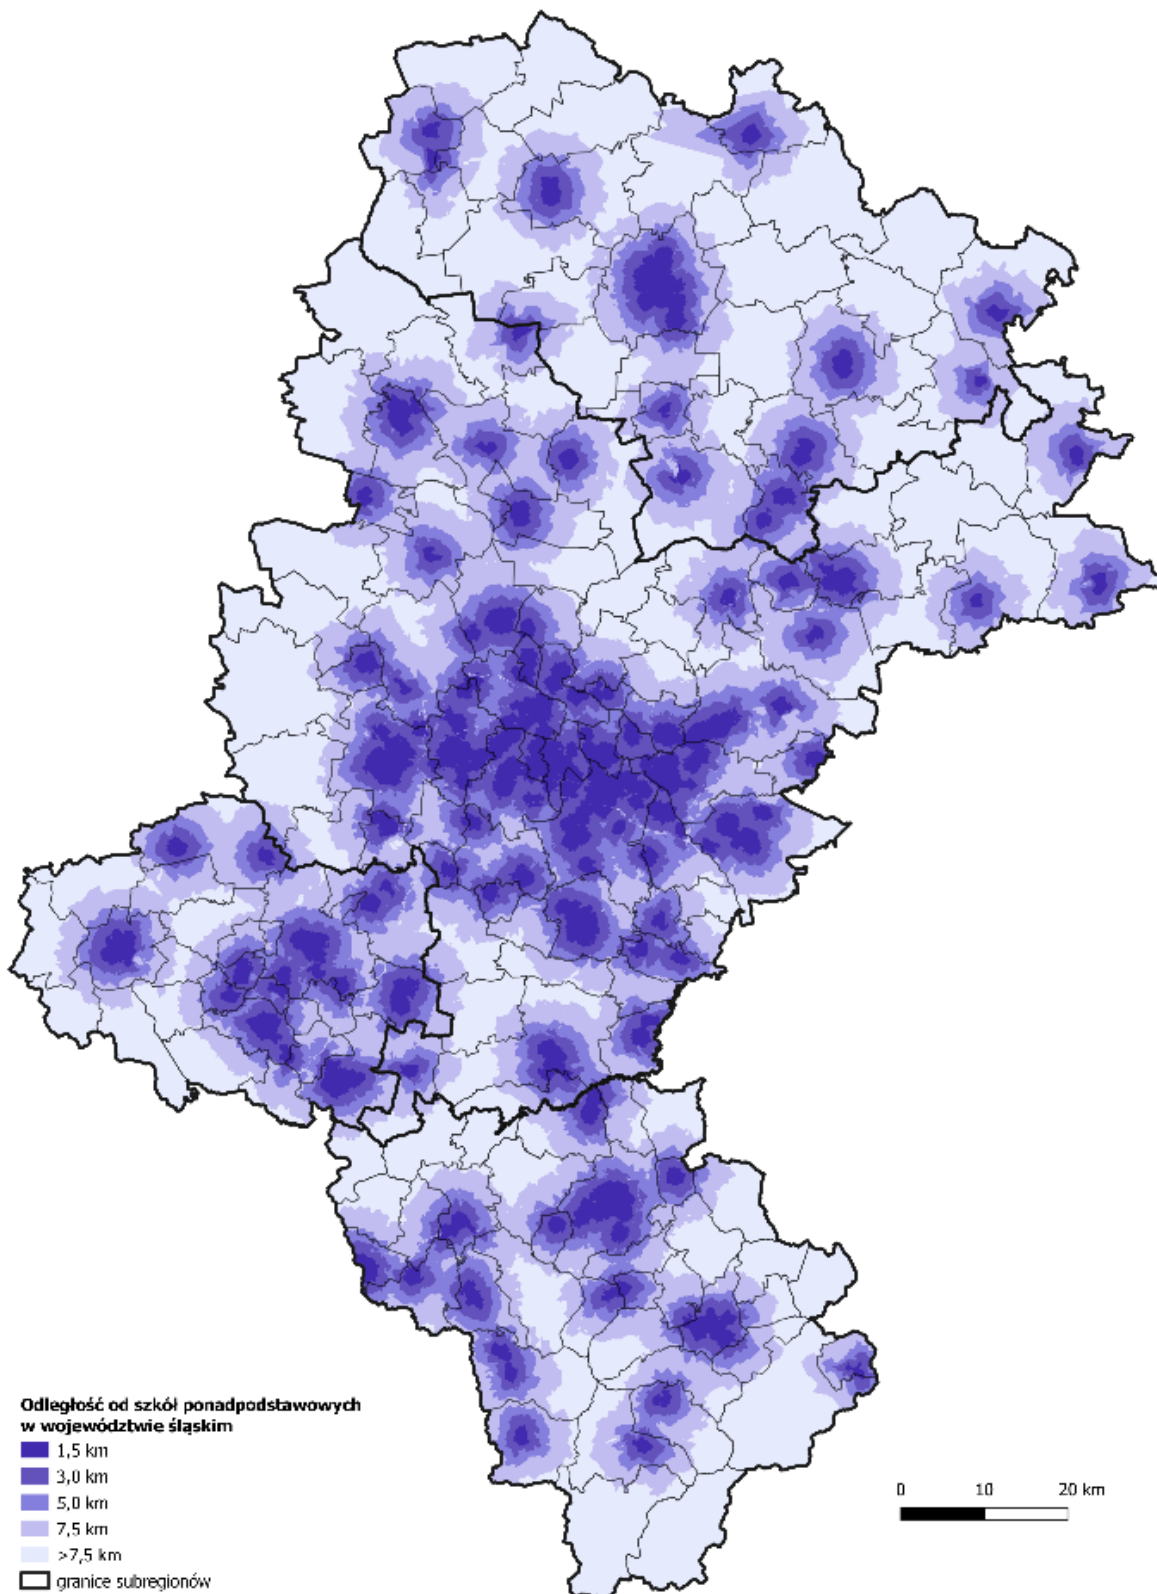 Odległość od szkół ponadpodstawowych
w województwie śląskim
1,5 km
3,0 km
5,0 km
7,5 km
>7,5 km
granice subregionów
0 10 20 km